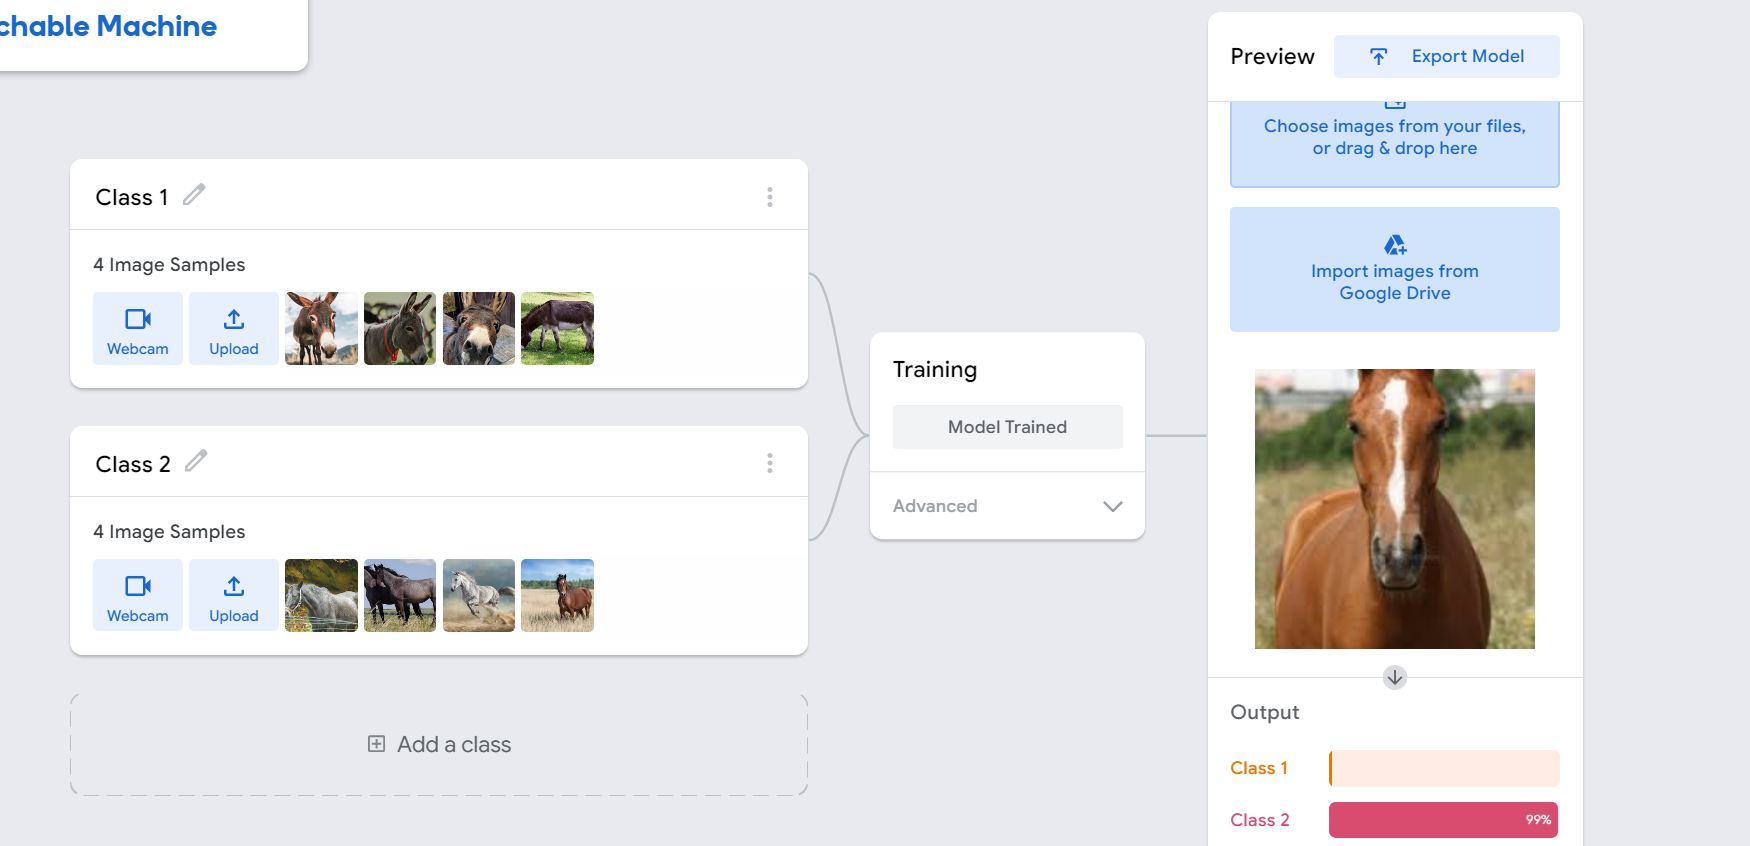 chable Machine
Class 1
4 Image Samples
Webcam
Upload
Class 2
4 Image Samples
Webcam
Upload
Add a class
Training
Model Trained
Advanced
Preview
Export Model
Choose images from your files,
or drag & drop here
Import images from
Google Drive
Output
Class 1
Class 2
99%